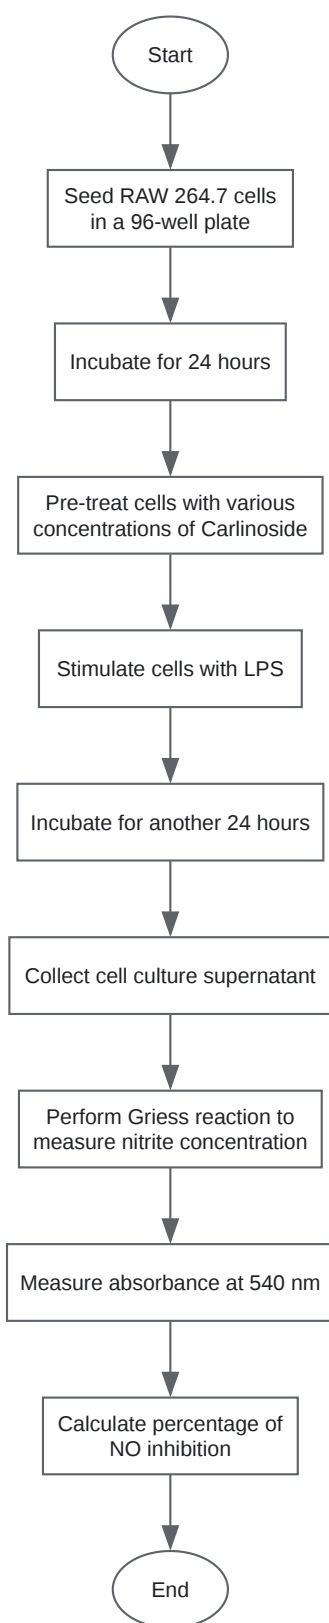 Start
Seed RAW 264.7 cells
in a 96-well plate
Incubate for 24 hours
Pre-treat cells with various
concentrations of Carlinoside
Stimulate cells with LPS
Incubate for another 24 hours
Collect cell culture supernatant
Perform Griess reaction to
measure nitrite concentration
Measure absorbance at 540 nm
Calculate percentage of
NO inhibition
End